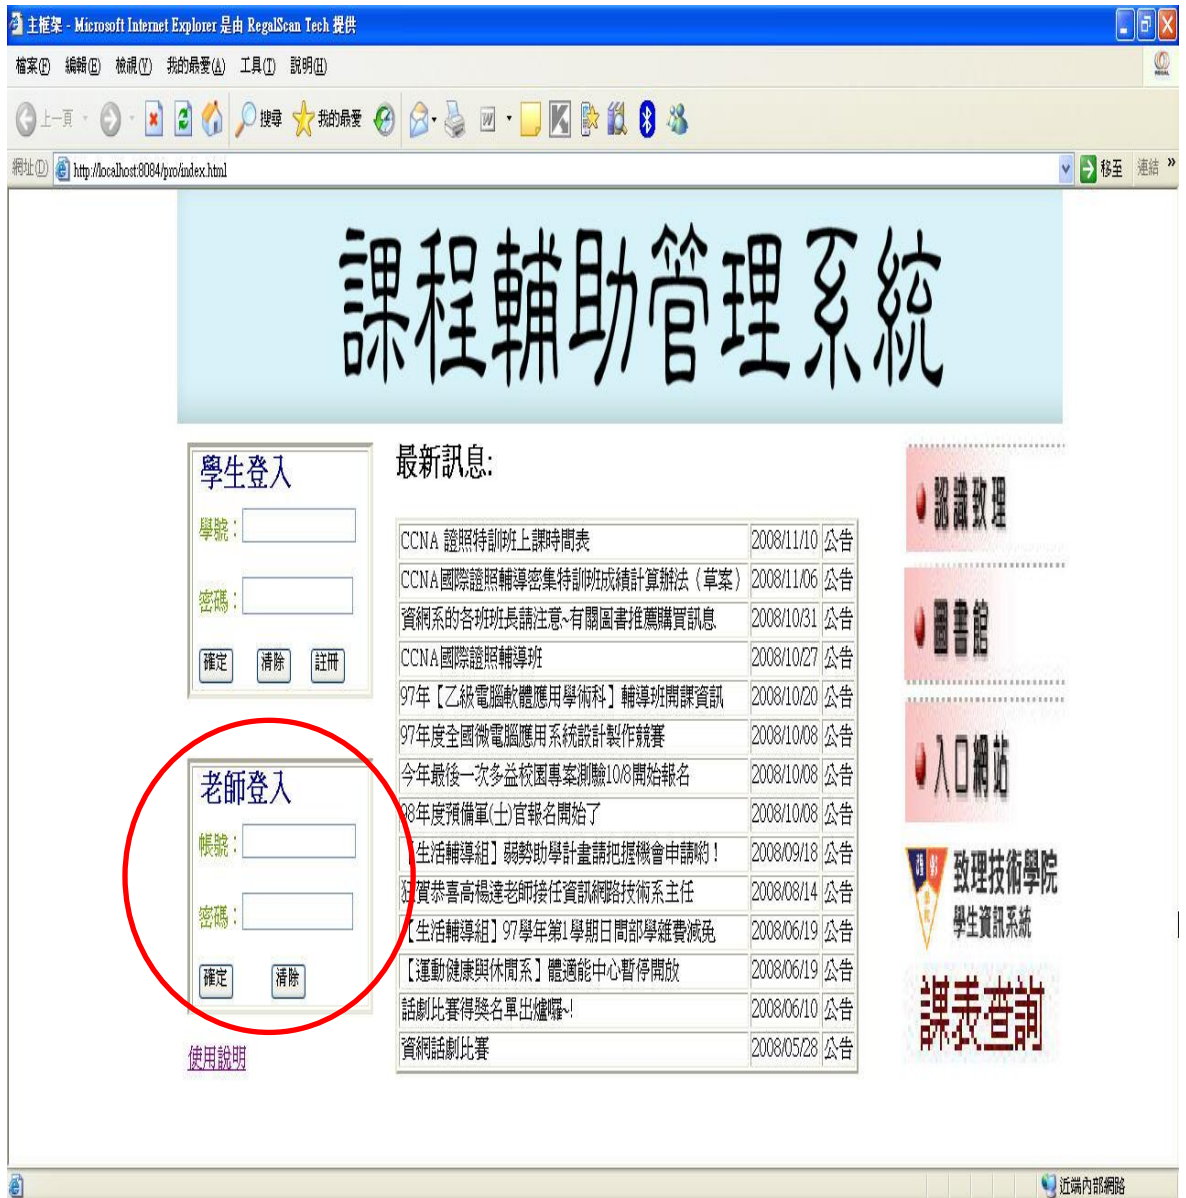 主框架 - Microsoft Internet Explorer 是由 RegalScan Tech 提供
檔案(F) 編輯(E) 檢視(V) 我的最愛(A) 工具(T) 說明(H)
REGAL
上一頁 搜尋 我的最愛
網址(D) http://localhost:8084/pro/index.html 移至 連結 »
課程輔助管理系統
學生登入
學號：
密碼：
確定 清除 註冊
老師登入
帳號：
密碼：
確定 清除
使用說明
最新訊息:
CCNA 證照特訓班上課時間表 2008/11/10 公告
CCNA國際證照輔導密集特訓班成績計算辦法（草案） 2008/11/06 公告
資網系的各班班長請注意~有關圖書推薦購買訊息 2008/10/31 公告
CCNA國際證照輔導班 2008/10/27 公告
97年【乙級電腦軟體應用學術科】輔導班開課資訊 2008/10/20 公告
97年度全國微電腦應用系統設計製作競賽 2008/10/08 公告
今年最後一次多益校園專案測驗10/8開始報名 2008/10/08 公告
98年度預備軍(士)官報名開始了 2008/10/08 公告
【生活輔導組】弱勢助學計畫請把握機會申請喲！ 2008/09/18 公告
狂賀恭喜高楊達老師接任資訊網路技術系主任 2008/08/14 公告
【生活輔導組】97學年第1學期日間部學雜費減免 2008/06/19 公告
【運動健康與休閒系】體適能中心暫停開放 2008/06/19 公告
話劇比賽得獎名單出爐囉~! 2008/06/10 公告
資網話劇比賽 2008/05/28 公告
認識致理
圖書館
入口網站
致理技術學院
學生資訊系統
課表查詢
近端內部網路